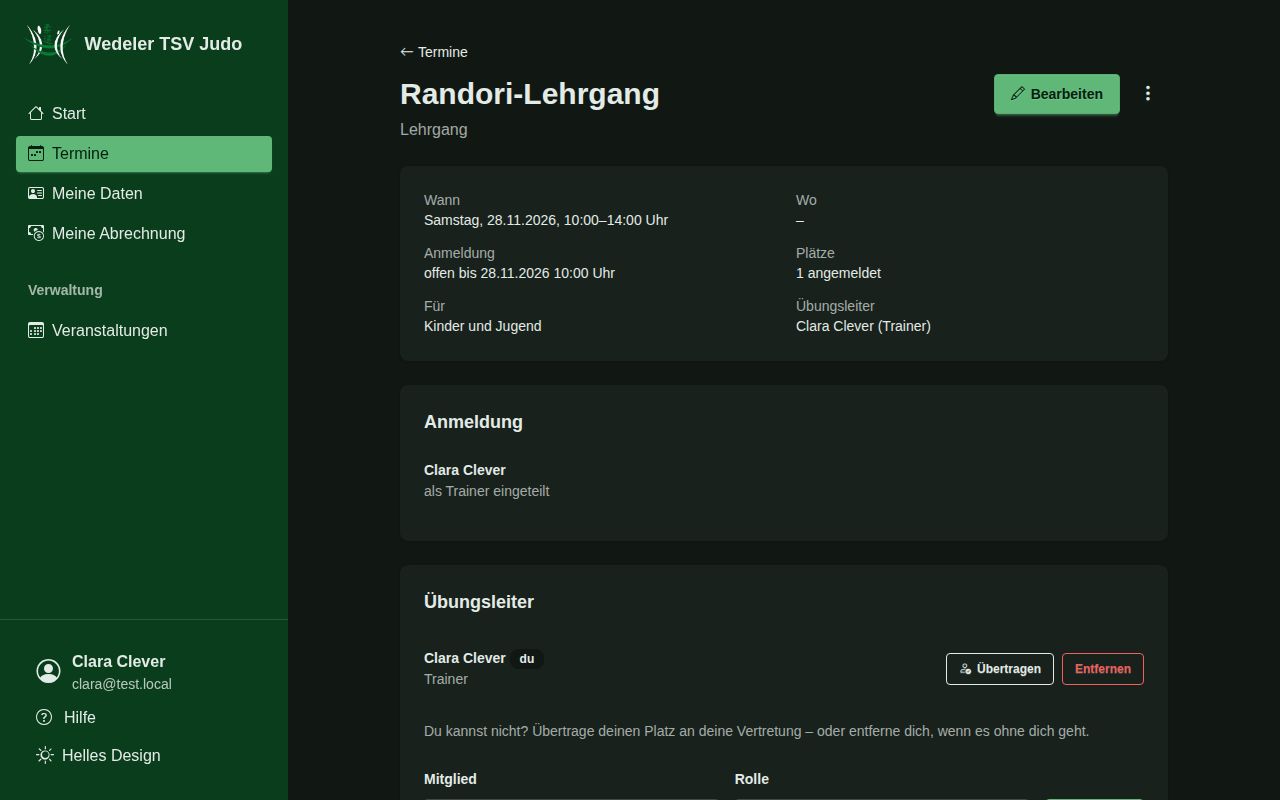 Wedeler TSV Judo
Start
Termine
Meine Daten
Meine Abrechnung
Verwaltung
Veranstaltungen
Clara Clever
clara@test.local
Hilfe
Helles Design
← Termine
Randori-Lehrgang
Bearbeiten
Lehrgang
Wann
Samstag, 28.11.2026, 10:00–14:00 Uhr
Wo
–
Anmeldung
offen bis 28.11.2026 10:00 Uhr
Plätze
1 angemeldet
Für
Kinder und Jugend
Übungsleiter
Clara Clever (Trainer)
Anmeldung
Clara Clever
als Trainer eingeteilt
Übungsleiter
Clara Clever du
Trainer
Übertragen
Entfernen
Du kannst nicht? Übertrage deinen Platz an deine Vertretung – oder entferne dich, wenn es ohne dich geht.
Mitglied
Rolle